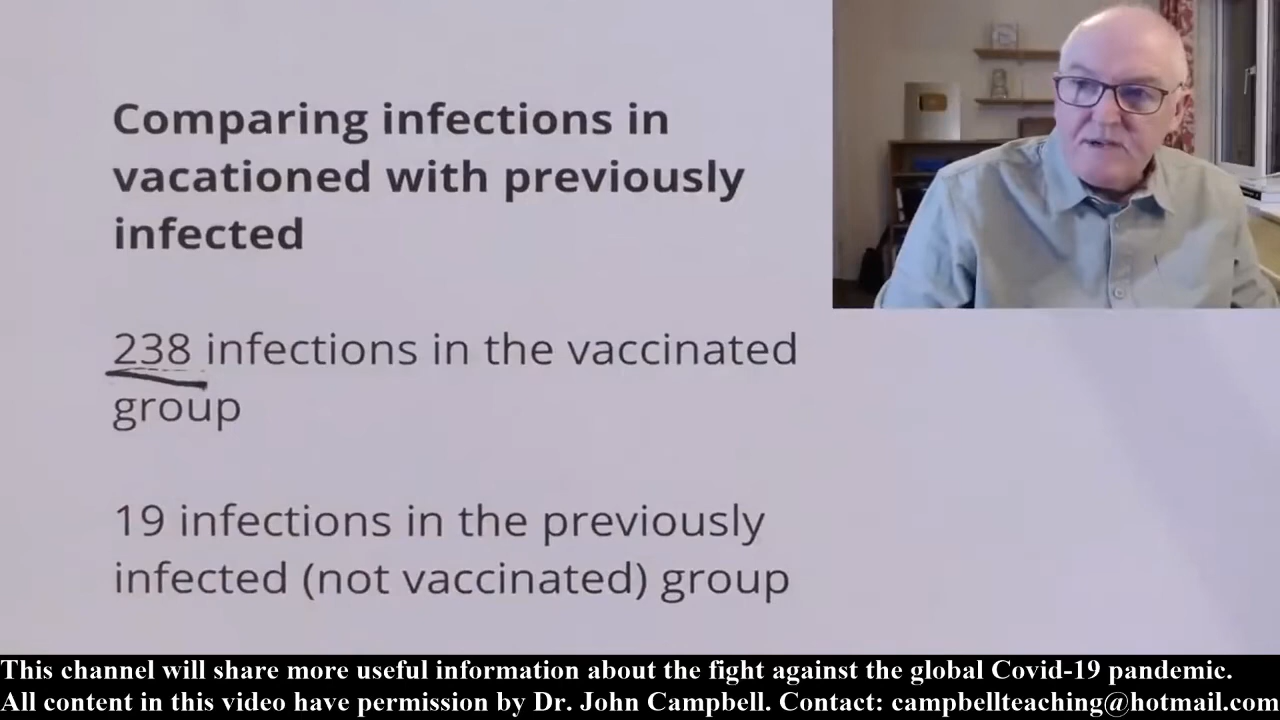 Comparing infections in
vacationed with previously
infected
238 infections in the vaccinated
group
19 infections in the previously
infected (not vaccinated) group
This channel will share more useful information about the fight against the global Covid-19 pandemic.
All content in this video have permission by Dr. John Campbell. Contact: campbellteaching@hotmail.com